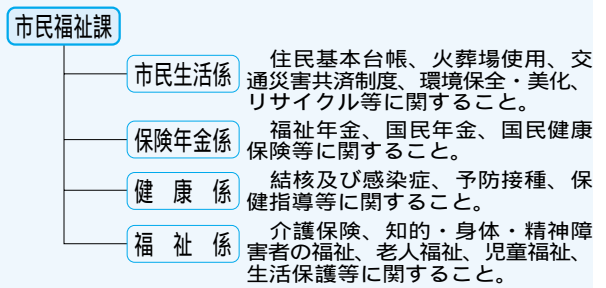 市民福祉課
市民生活係
住民基本台帳、火葬場使用、交
通災害共済制度、環境保全・美化、
リサイクル等に関すること。
保険年金係
福祉年金、国民年金、国民健康
保険等に関すること。
健康係
結核及び感染症、予防接種、保
健指導等に関すること。
福祉係
介護保険、知的・身体・精神障
害者の福祉、老人福祉、児童福祉、
生活保護等に関すること。